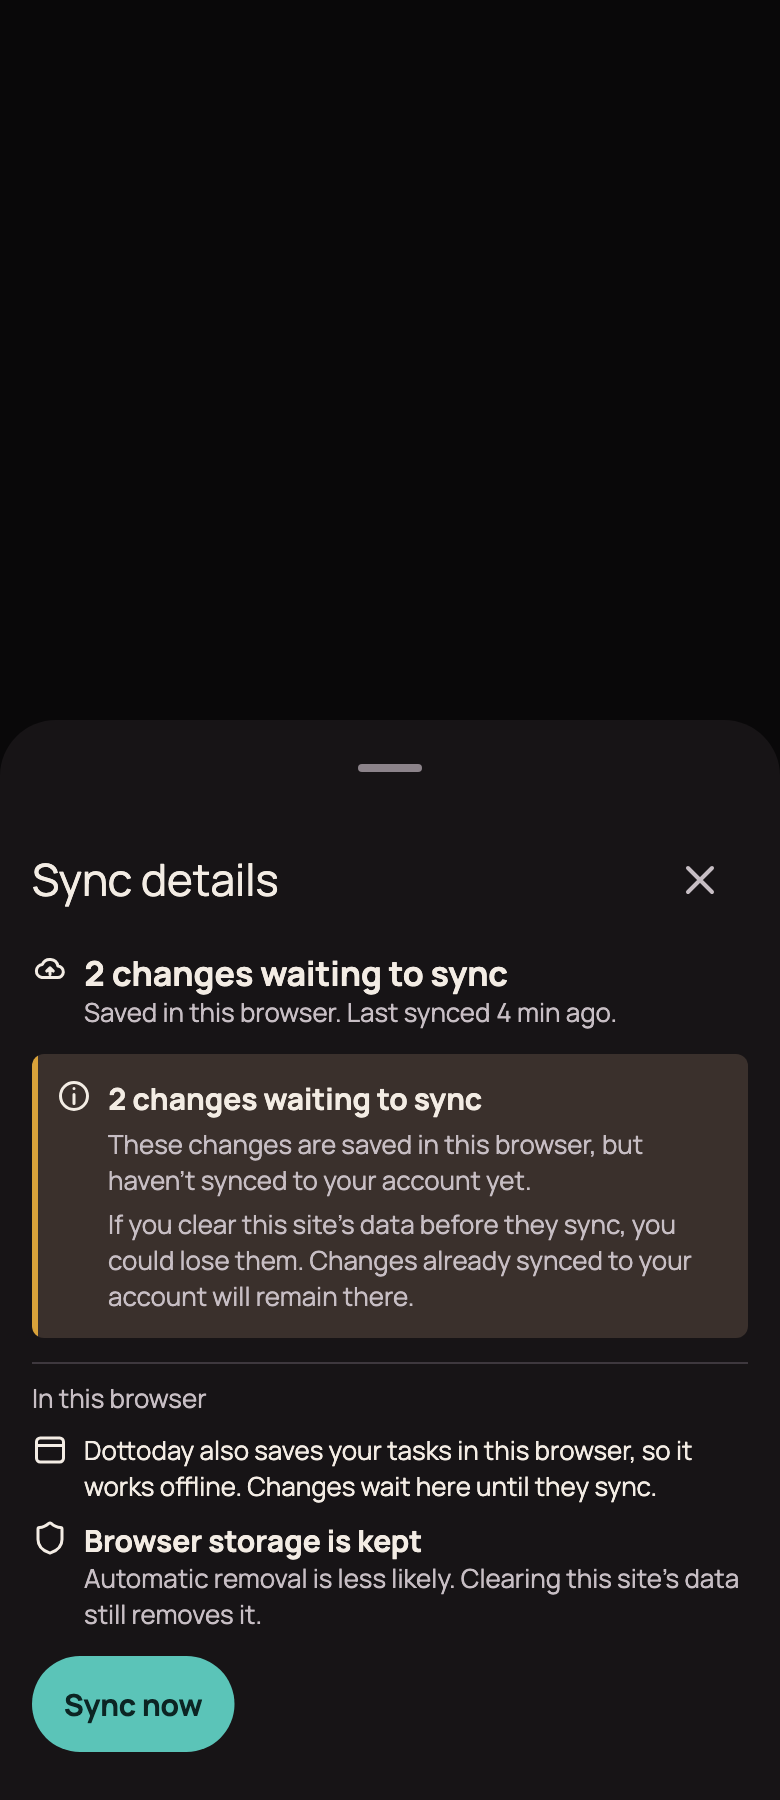 Sync details
2 changes waiting to sync
Saved in this browser. Last synced 4 min ago.
2 changes waiting to sync
These changes are saved in this browser, but
haven’t synced to your account yet.
If you clear this site’s data before they sync, you
could lose them. Changes already synced to your
account will remain there.
In this browser
Dottoday also saves your tasks in this browser, so it
works offline. Changes wait here until they sync.
Browser storage is kept
Automatic removal is less likely. Clearing this site’s data
still removes it.
Sync now